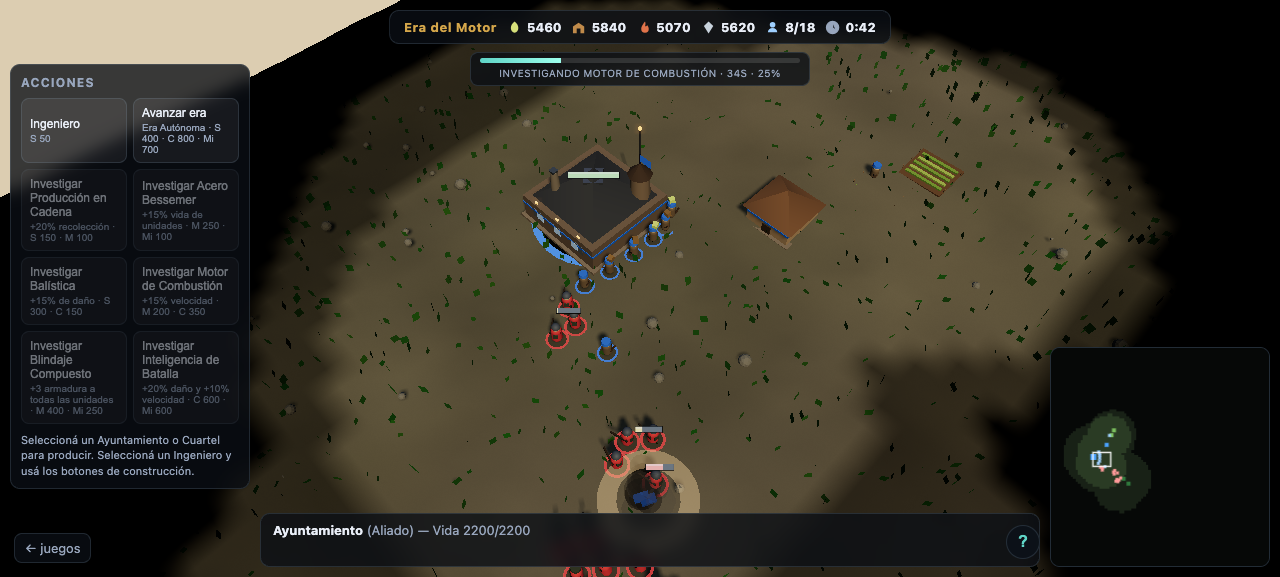 Era del Motor 5460 5840 5070 5620 8/18 0:42
INVESTIGANDO MOTOR DE COMBUSTIÓN · 34S · 25%
ACCIONES
Ingeniero
S 50
Avanzar era
Era Autónoma · S
400 · C 800 · Mi
700
Investigar
Producción en
Cadena
+20% recolección ·
S 150 · M 100
Investigar Acero
Bessemer
+15% vida de
unidades · M 250 ·
Mi 100
Investigar
Balística
+15% de daño · S
300 · C 150
Investigar Motor
de Combustión
+15% velocidad ·
M 200 · C 350
Investigar
Blindaje
Compuesto
+3 armadura a
todas las unidades
· M 400 · Mi 250
Investigar
Inteligencia de
Batalla
+20% daño y +10%
velocidad · C 600 ·
Mi 600
Seleccioná un Ayuntamiento o Cuartel
para producir. Seleccioná un Ingeniero y
usá los botones de construcción.
← juegos
Ayuntamiento (Aliado) — Vida 2200/2200
?